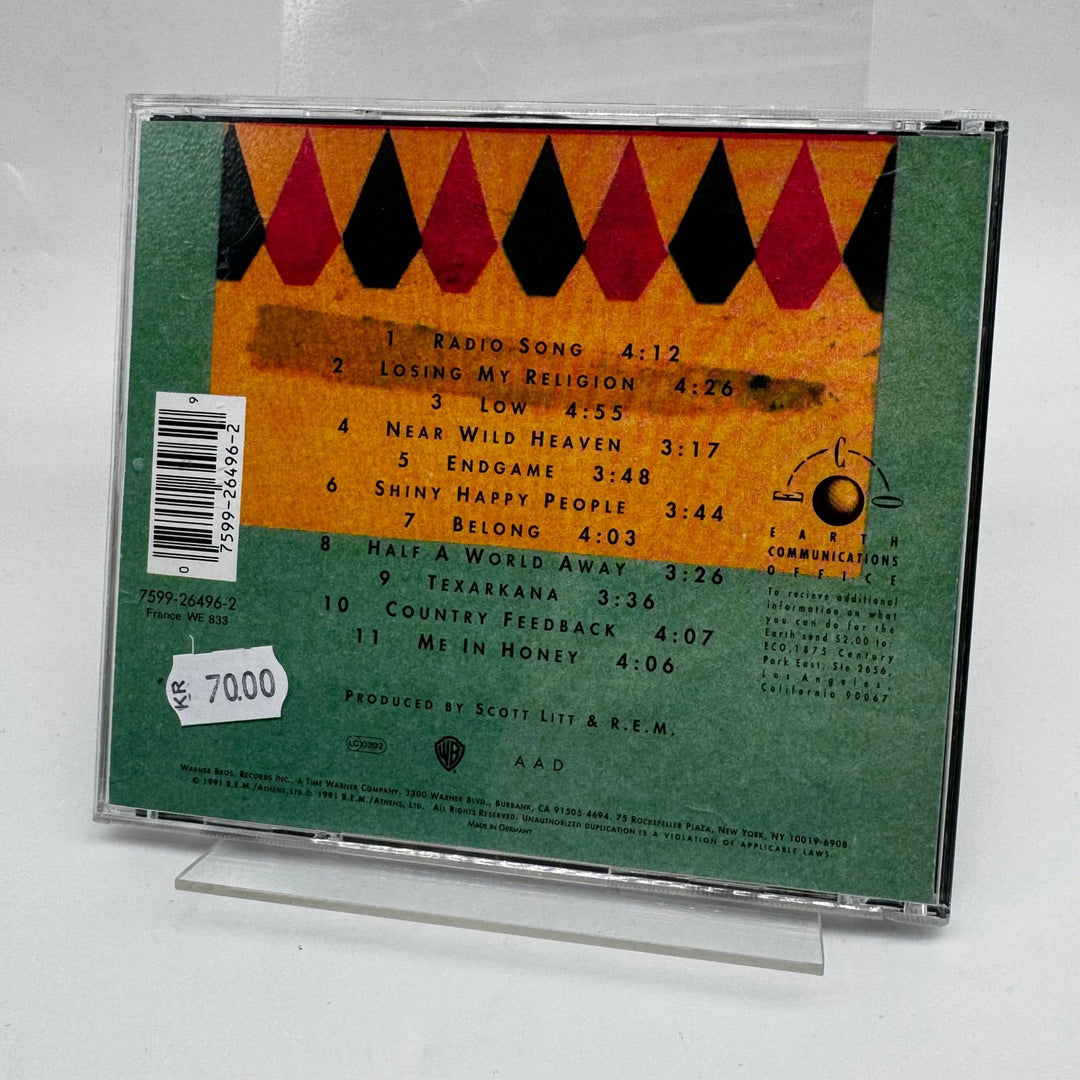 1 RADIO SONG 4:12
2 LOSING MY RELIGION 4:26
3 LOW 4:55
4 NEAR WILD HEAVEN 3:17
5 ENDGAME 3:48
6 SHINY HAPPY PEOPLE 3:44
7 BELONG 4:03
8 HALF A WORLD AWAY 3:26
9 TEXARKANA 3:36
10 COUNTRY FEEDBACK 4:07
11 ME IN HONEY 4:06
PRODUCED BY SCOTT LITT & R.E.M.
LC 0392
WB
AAD
WARNER BROS. RECORDS INC., A TIME WARNER COMPANY, 3300 WARNER BLVD., BURBANK, CA 91505-4694, 75 ROCKEFELLER PLAZA, NEW YORK, NY 10019-6908
© 1991 R.E.M./ATHENS, LTD. ℗ 1991 R.E.M./ATHENS, LTD. ALL RIGHTS RESERVED. UNAUTHORIZED DUPLICATION IS A VIOLATION OF APPLICABLE LAWS.
MADE IN GERMANY
0 7599-26496-2 9
7599-26496-2
France WE 833
KR 70.00
E C O
EARTH
COMMUNICATIONS
OFFICE
To recieve additional
information on what
you can do for the
Earth send $2.00 to:
ECO, 1875 Century
Park East, Ste 2656,
Los Angeles,
California 90067